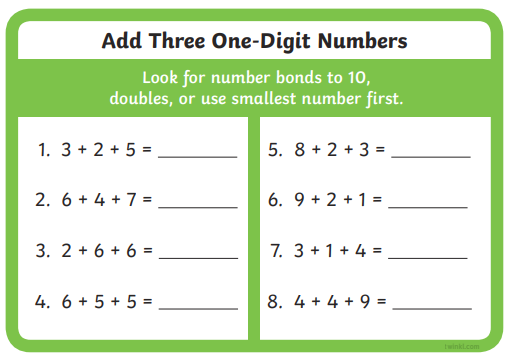 Add Three One-Digit Numbers
Look for number bonds to 10,
doubles, or use smallest number first.
1. 3 + 2 + 5 = ________
2. 6 + 4 + 7 = ________
3. 2 + 6 + 6 = ________
4. 6 + 5 + 5 = ________
5. 8 + 2 + 3 = ________
6. 9 + 2 + 1 = ________
7. 3 + 1 + 4 = ________
8. 4 + 4 + 9 = ________
twinkl.com